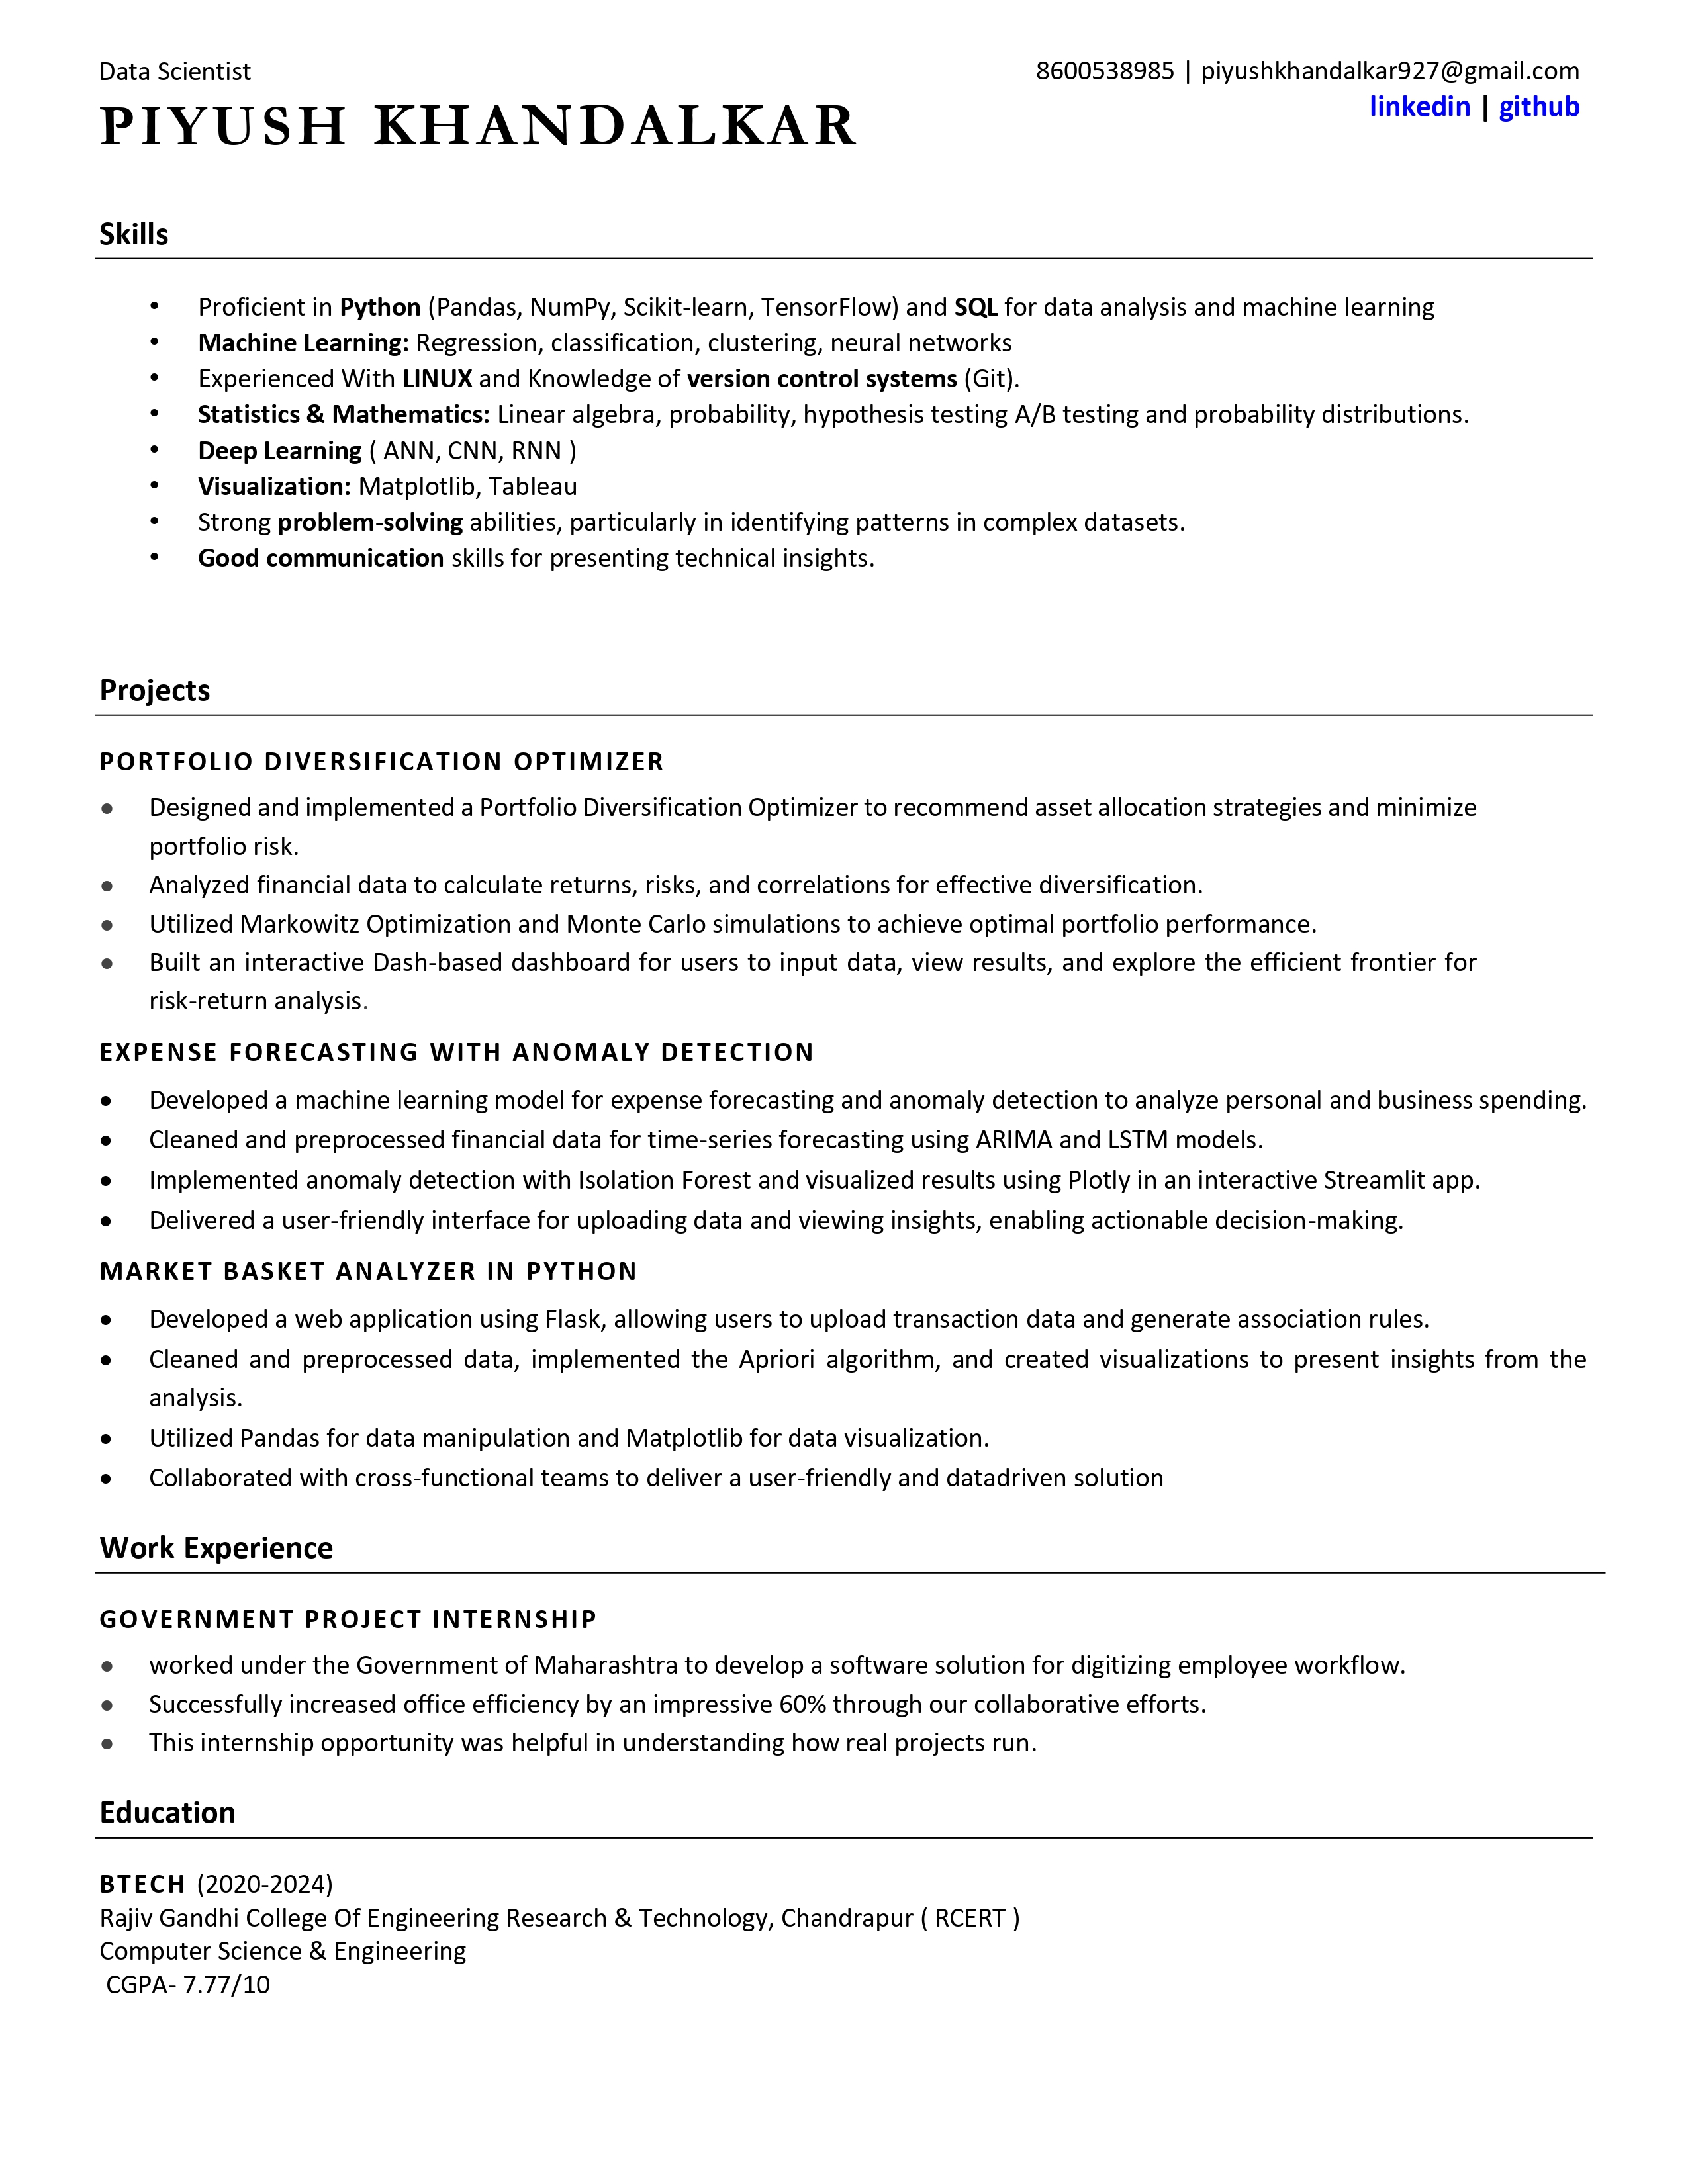 Data Scientist
8600538985 | piyushkhandalkar927@gmail.com
PIYUSH KHANDALKAR
linkedin | github
Skills
• Proficient in Python (Pandas, NumPy, Scikit-learn, TensorFlow) and SQL for data analysis and machine learning
• Machine Learning: Regression, classification, clustering, neural networks
• Experienced With LINUX and Knowledge of version control systems (Git).
• Statistics & Mathematics: Linear algebra, probability, hypothesis testing A/B testing and probability distributions.
• Deep Learning ( ANN, CNN, RNN )
• Visualization: Matplotlib, Tableau
• Strong problem-solving abilities, particularly in identifying patterns in complex datasets.
• Good communication skills for presenting technical insights.
Projects
PORTFOLIO DIVERSIFICATION OPTIMIZER
● Designed and implemented a Portfolio Diversification Optimizer to recommend asset allocation strategies and minimize
portfolio risk.
● Analyzed financial data to calculate returns, risks, and correlations for effective diversification.
● Utilized Markowitz Optimization and Monte Carlo simulations to achieve optimal portfolio performance.
● Built an interactive Dash-based dashboard for users to input data, view results, and explore the efficient frontier for
risk-return analysis.
EXPENSE FORECASTING WITH ANOMALY DETECTION
• Developed a machine learning model for expense forecasting and anomaly detection to analyze personal and business spending.
• Cleaned and preprocessed financial data for time-series forecasting using ARIMA and LSTM models.
• Implemented anomaly detection with Isolation Forest and visualized results using Plotly in an interactive Streamlit app.
• Delivered a user-friendly interface for uploading data and viewing insights, enabling actionable decision-making.
MARKET BASKET ANALYZER IN PYTHON
• Developed a web application using Flask, allowing users to upload transaction data and generate association rules.
• Cleaned and preprocessed data, implemented the Apriori algorithm, and created visualizations to present insights from the
analysis.
• Utilized Pandas for data manipulation and Matplotlib for data visualization.
• Collaborated with cross-functional teams to deliver a user-friendly and datadriven solution
Work Experience
GOVERNMENT PROJECT INTERNSHIP
● worked under the Government of Maharashtra to develop a software solution for digitizing employee workflow.
● Successfully increased office efficiency by an impressive 60% through our collaborative efforts.
● This internship opportunity was helpful in understanding how real projects run.
Education
BTECH (2020-2024)
Rajiv Gandhi College Of Engineering Research & Technology, Chandrapur ( RCERT )
Computer Science & Engineering
CGPA- 7.77/10